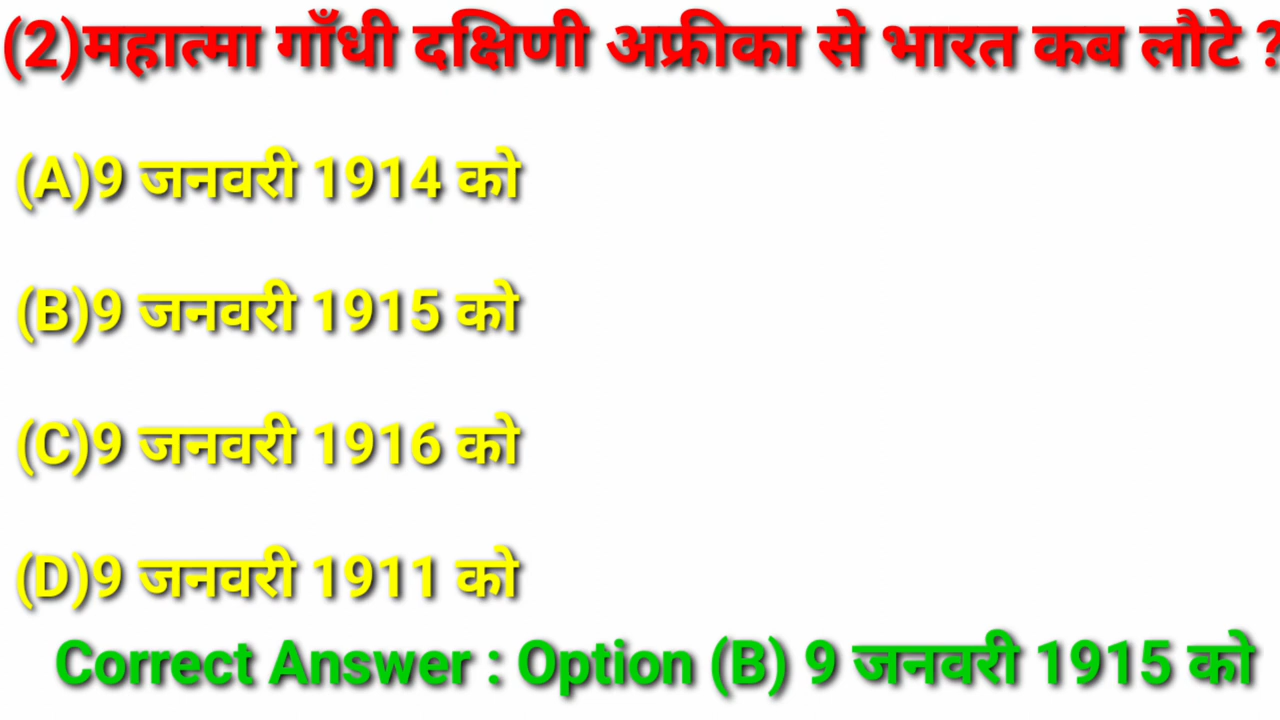 (2)महात्मा गाँधी दक्षिणी अफ्रीका से भारत कब लौटे ?
(A)9 जनवरी 1914 को
(B)9 जनवरी 1915 को
(C)9 जनवरी 1916 को
(D)9 जनवरी 1911 को
Correct Answer : Option (B) 9 जनवरी 1915 को